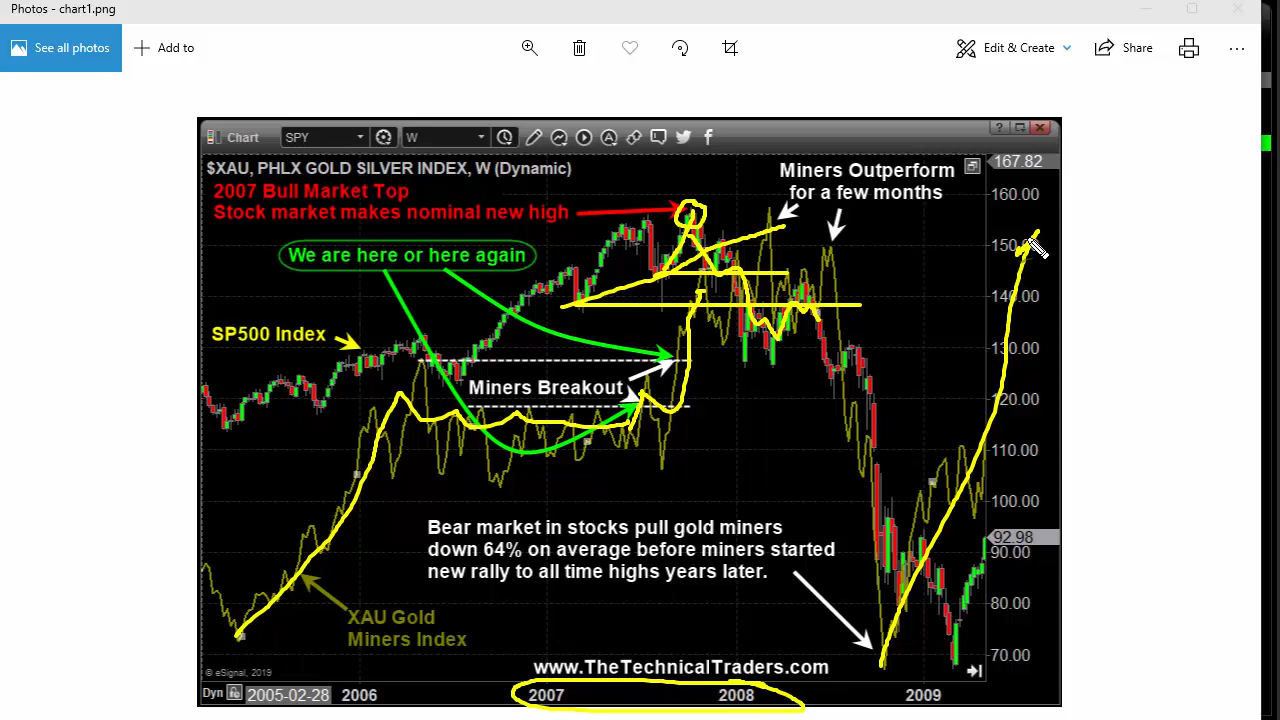 Photos - chart1.png
See all photos
Add to
Edit & Create
Share
Chart
SPY
W
$XAU, PHLX GOLD SILVER INDEX, W (Dynamic)
167.82
2007 Bull Market Top
Stock market makes nominal new high
Miners Outperform
for a few months
160.00
We are here or here again
140.00
SP500 Index
130.00
Miners Breakout
120.00
110.00
100.00
Bear market in stocks pull gold miners
down 64% on average before miners started
new rally to all time highs years later.
92.98
90.00
80.00
XAU Gold
Miners Index
70.00
www.TheTechnicalTraders.com
© eSignal, 2019
Dyn
2005-02-28
2006
2007
2008
2009